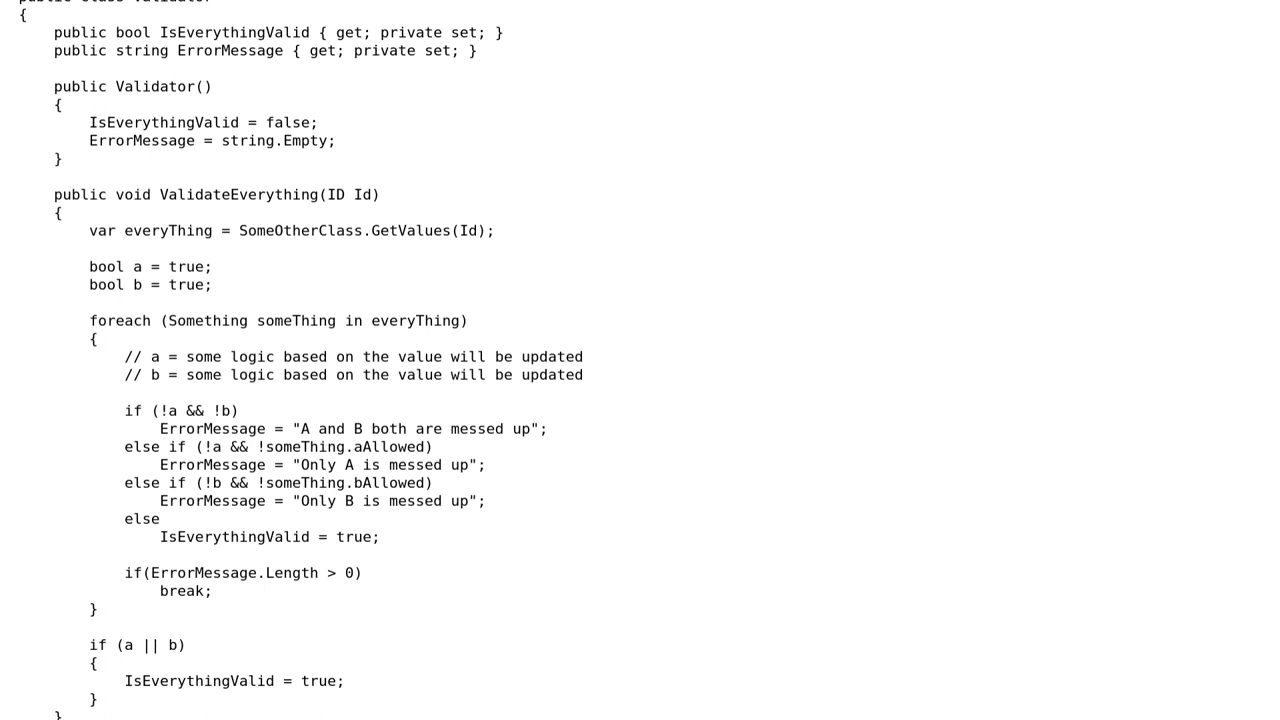 public class Validator
{
    public bool IsEverythingValid { get; private set; }
    public string ErrorMessage { get; private set; }

    public Validator()
    {
        IsEverythingValid = false;
        ErrorMessage = string.Empty;
    }

    public void ValidateEverything(ID Id)
    {
        var everyThing = SomeOtherClass.GetValues(Id);

        bool a = true;
        bool b = true;

        foreach (Something someThing in everyThing)
        {
            // a = some logic based on the value will be updated
            // b = some logic based on the value will be updated

            if (!a && !b)
                ErrorMessage = "A and B both are messed up";
            else if (!a && !someThing.aAllowed)
                ErrorMessage = "Only A is messed up";
            else if (!b && !someThing.bAllowed)
                ErrorMessage = "Only B is messed up";
            else
                IsEverythingValid = true;

            if(ErrorMessage.Length > 0)
                break;
        }

        if (a || b)
        {
            IsEverythingValid = true;
        }
    }